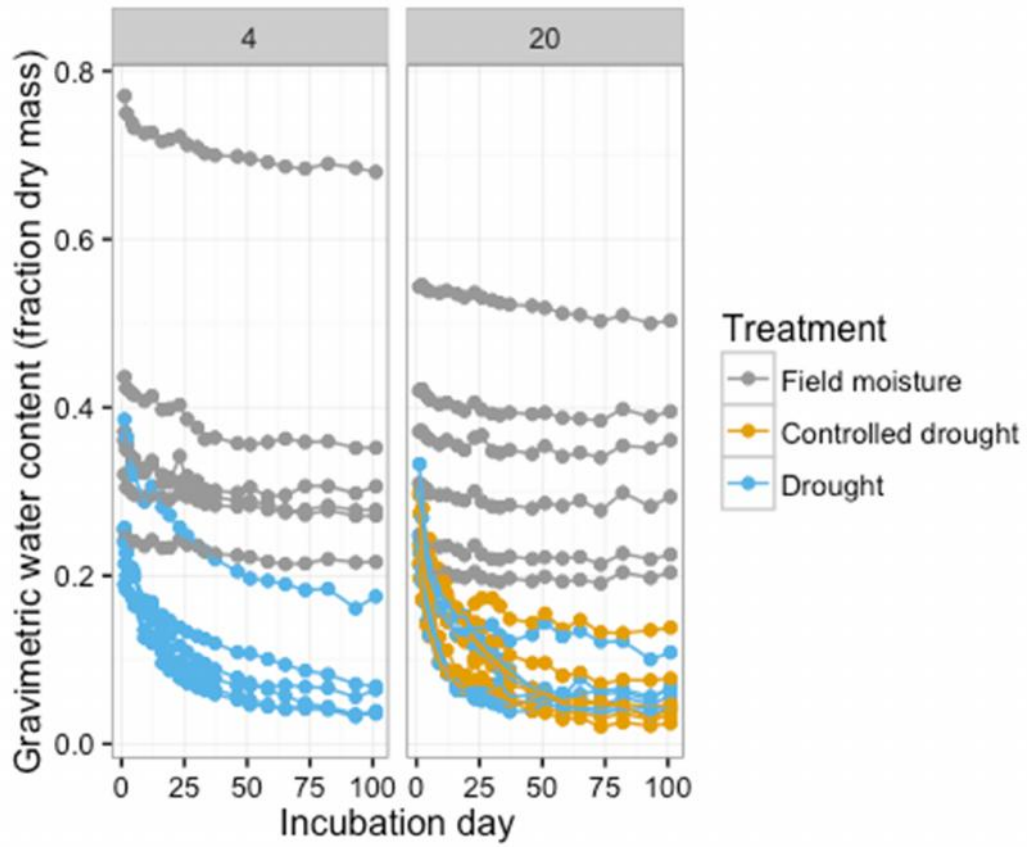 4
20
Gravimetric water content (fraction dry mass)
0.8
0.6
0.4
0.2
0.0
0 25 50 75 100 0 25 50 75 100
Incubation day
Treatment
Field moisture
Controlled drought
Drought